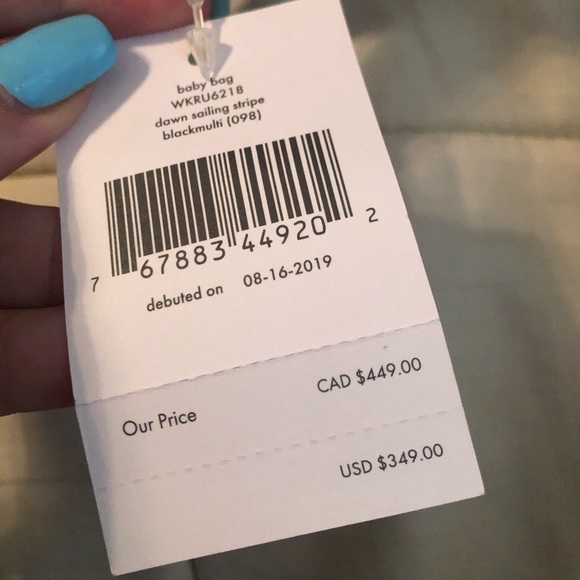 baby bag
WKRU6218
dawn sailing stripe
blackmulti (098)
7 67883 44920 2
debuted on 08-16-2019
Our Price CAD $449.00
USD $349.00